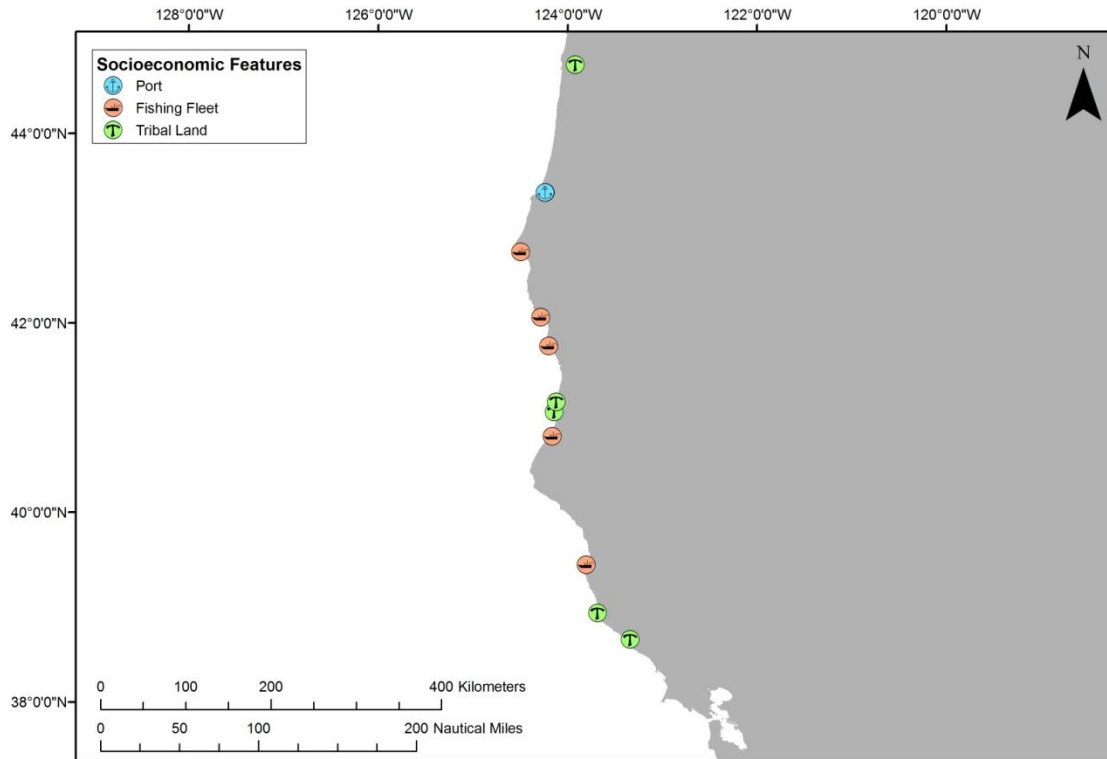 128°0'0"W 126°0'0"W 124°0'0"W 122°0'0"W 120°0'0"W
Socioeconomic Features
Port
Fishing Fleet
Tribal Land
N
44°0'0"N
42°0'0"N
40°0'0"N
38°0'0"N
0 100 200 400 Kilometers
0 50 100 200 Nautical Miles